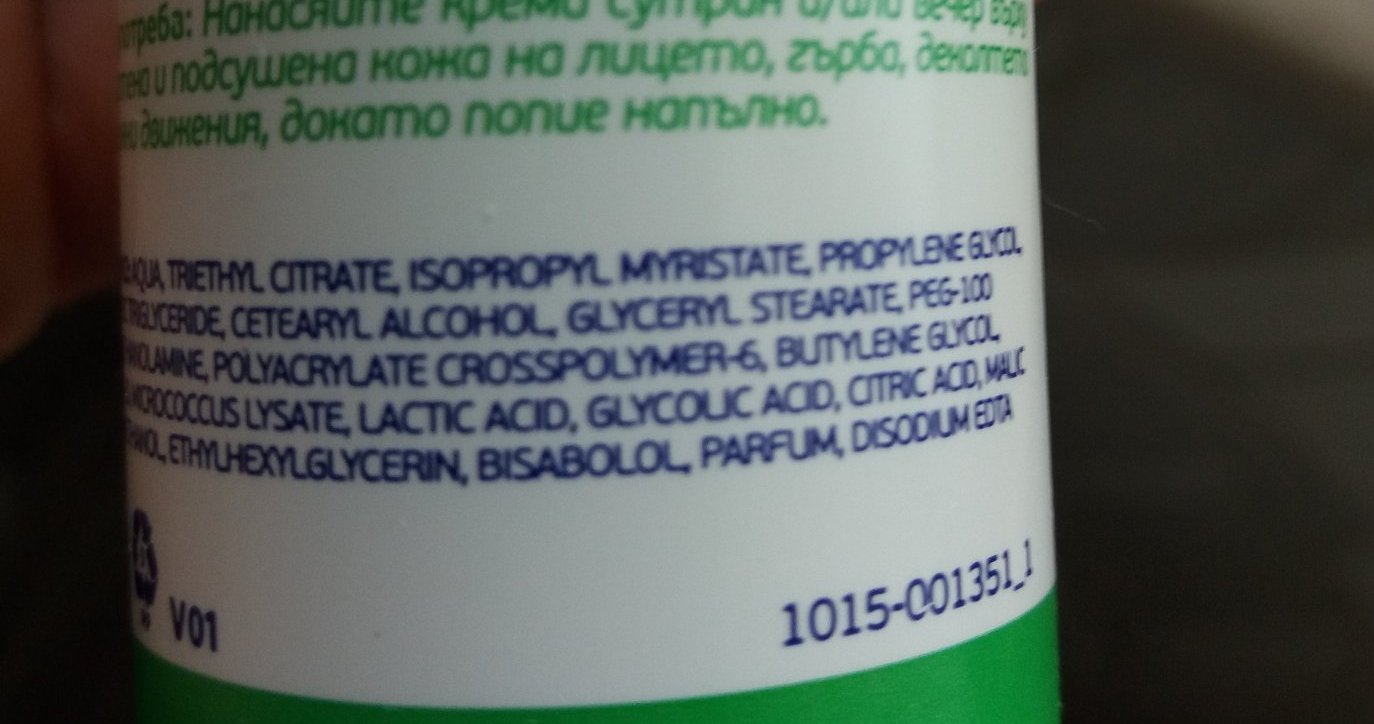 Нанасяйте крема сутрин и/или вечер върху
и подсушена кожа на лицето, гърба, деколтето
движения, докато попие напълно.
AQUA, TRIETHYL CITRATE, ISOPROPYL MYRISTATE, PROPYLENE GLYCOL
TRIGLYCERIDE, CETEARYL ALCOHOL, GLYCERYL STEARATE, PEG-100
POLYACRYLATE CROSSPOLYMER-6, BUTYLENE GLYCOL,
MICROCOCCUS LYSATE, LACTIC ACID, GLYCOLIC ACID, CITRIC ACID, MALIC
ETHYLHEXYLGLYCERIN, BISABOLOL, PARFUM, DISODIUM EDTA
V01
1015-001351_1